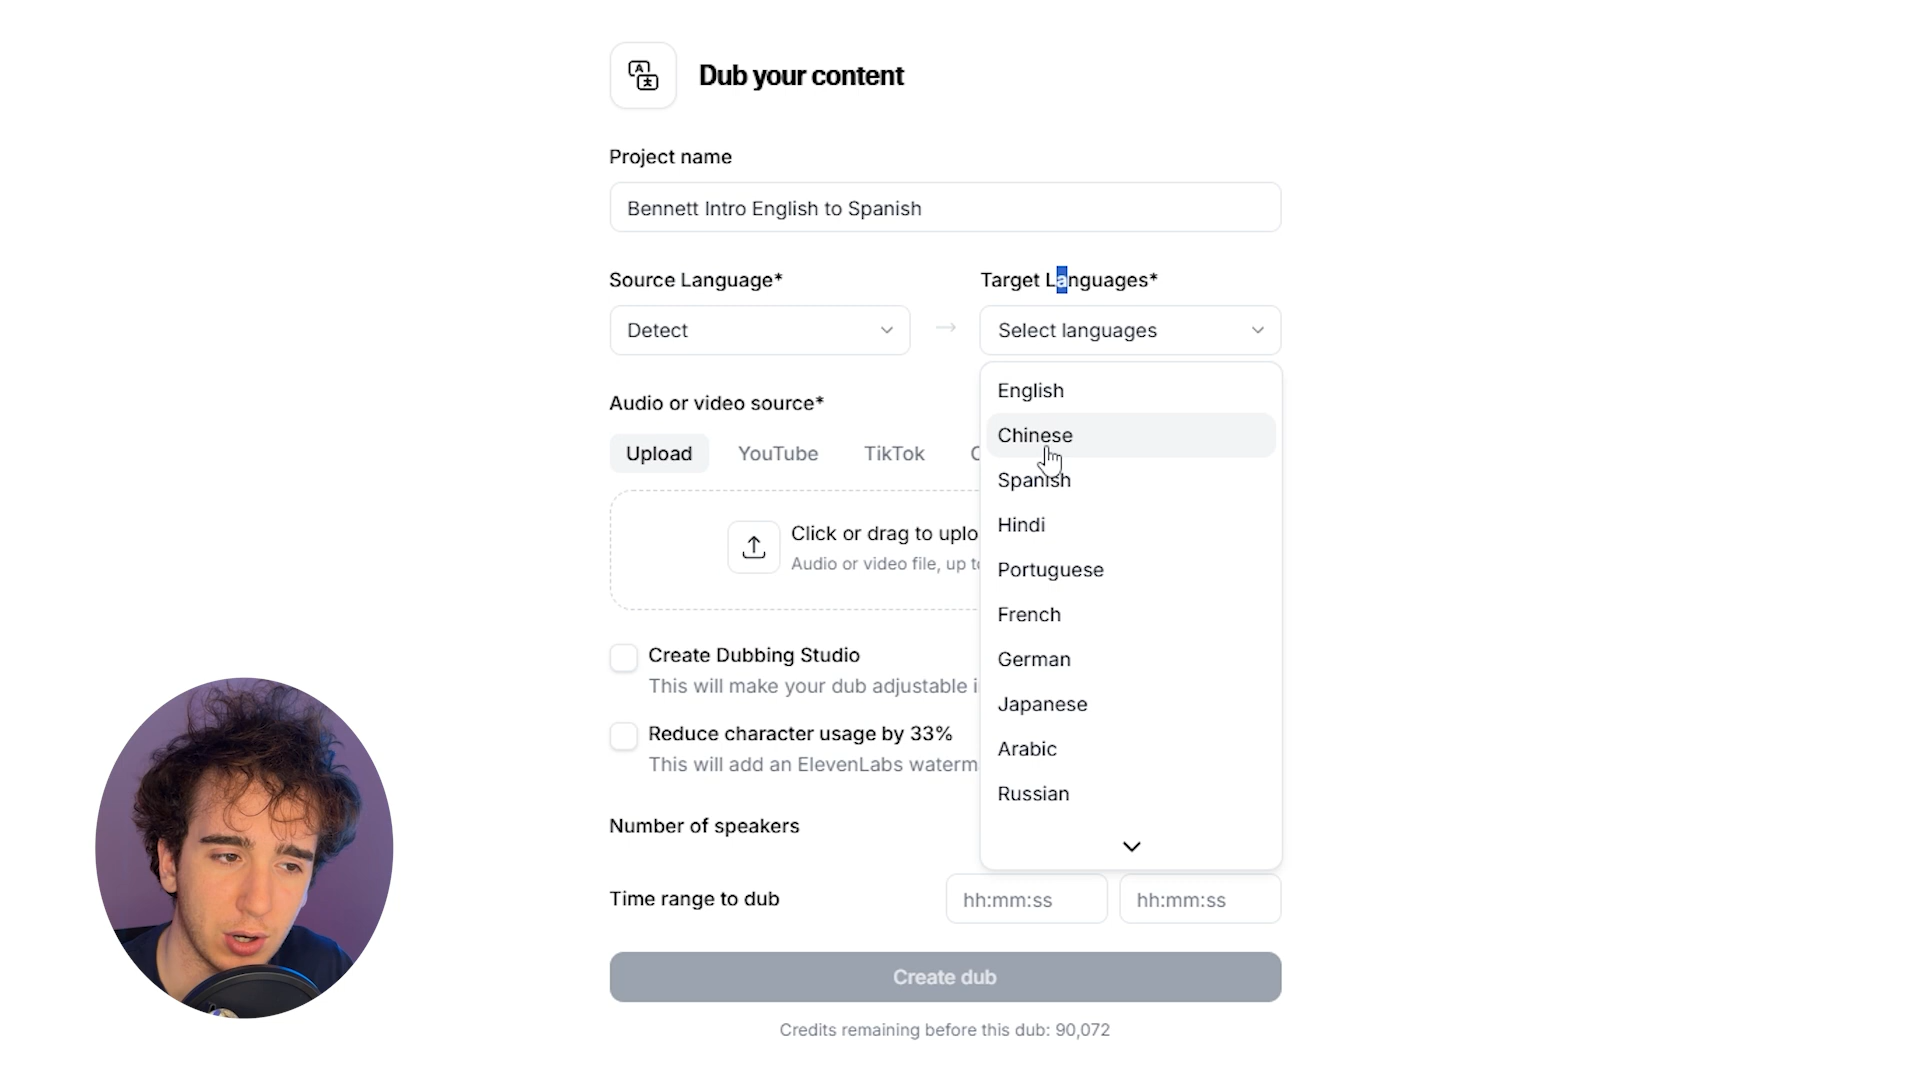 Dub your content
Project name
Bennett Intro English to Spanish
Source Language*
Target Languages*
Detect
Select languages
Audio or video source*
Upload YouTube TikTok
Click or drag to uplo
Audio or video file, up
English
Chinese
Spanish
Hindi
Portuguese
French
German
Japanese
Arabic
Russian
Create Dubbing Studio
This will make your dub adjustable i
Reduce character usage by 33%
This will add an ElevenLabs waterm
Number of speakers
Time range to dub
hh:mm:ss hh:mm:ss
Create dub
Credits remaining before this dub: 90,072